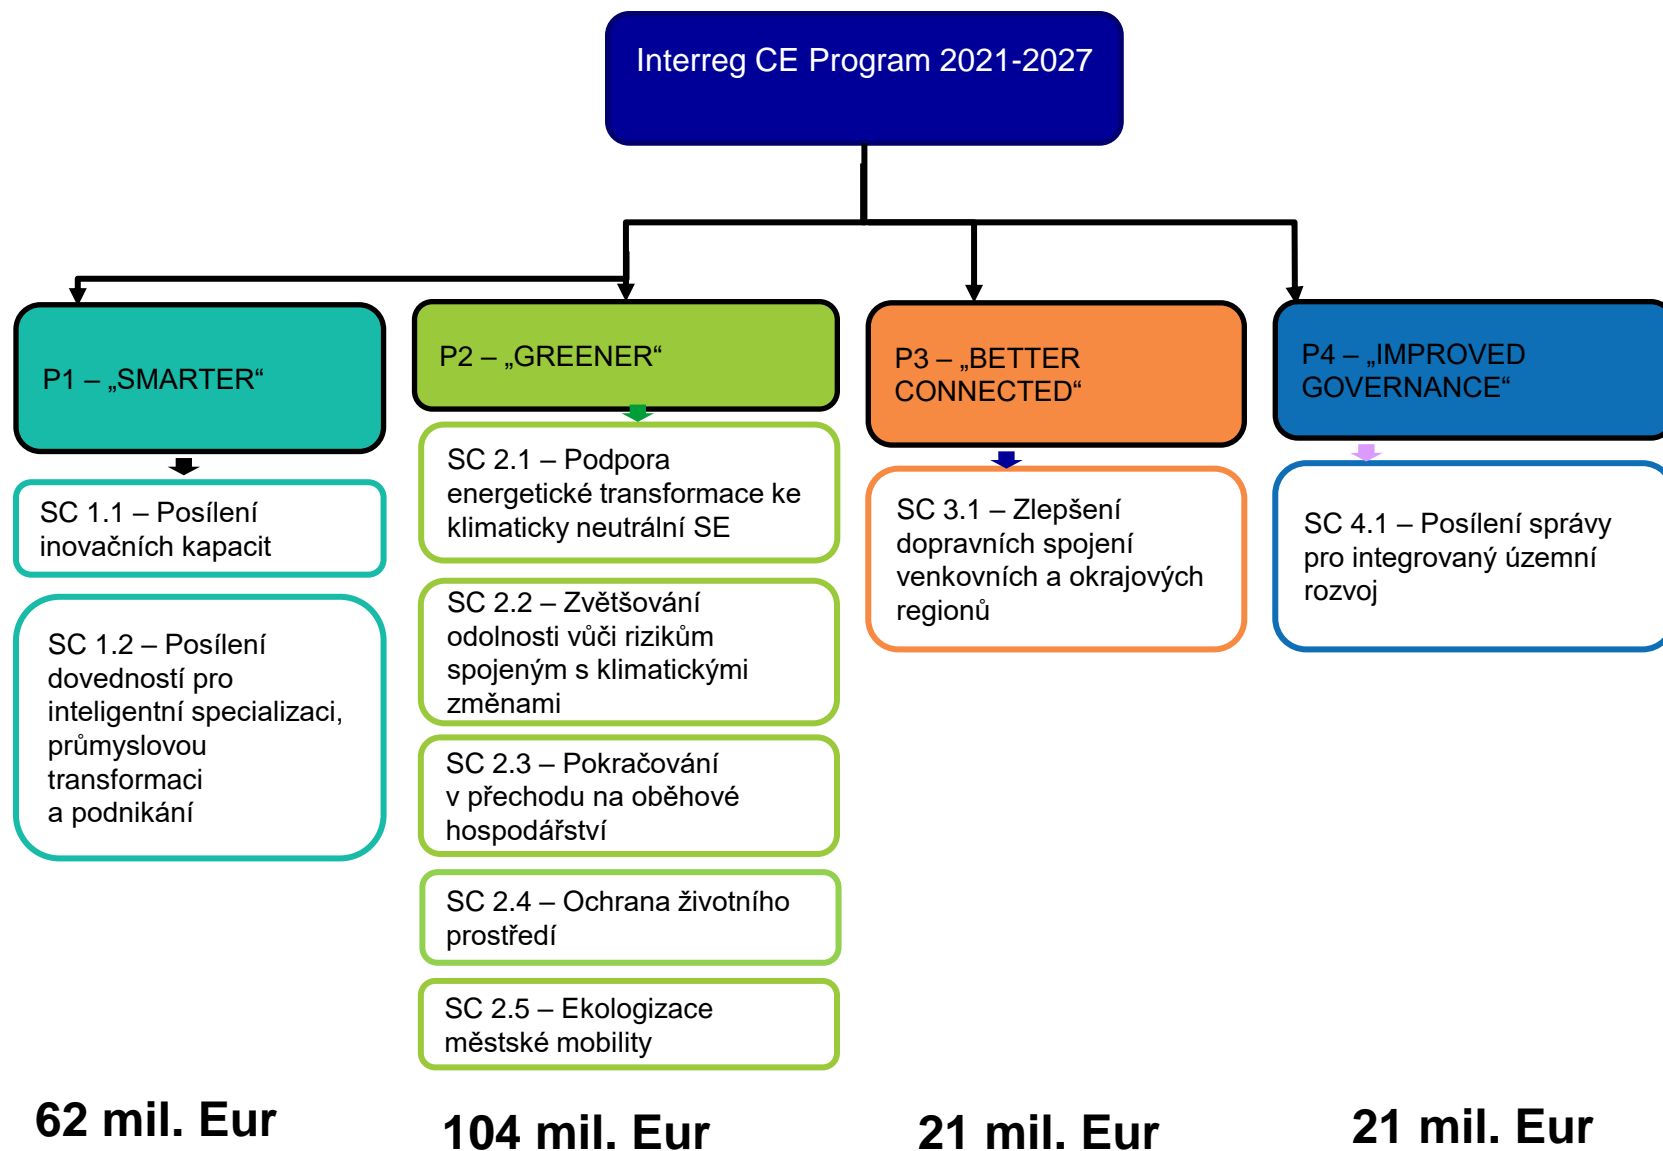 Interreg CE Program 2021-2027
P1 – „SMARTER“
SC 1.1 – Posílení
inovačních kapacit
SC 1.2 – Posílení
dovedností pro
inteligentní specializaci,
průmyslovou
transformaci
a podnikání
62 mil. Eur
P2 – „GREENER“
SC 2.1 – Podpora
energetické transformace ke
klimaticky neutrální SE
SC 2.2 – Zvětšování
odolnosti vůči rizikům
spojeným s klimatickými
změnami
SC 2.3 – Pokračování
v přechodu na oběhové
hospodářství
SC 2.4 – Ochrana životního
prostředí
SC 2.5 – Ekologizace
městské mobility
104 mil. Eur
P3 – „BETTER
CONNECTED“
SC 3.1 – Zlepšení
dopravních spojení
venkovních a okrajových
regionů
21 mil. Eur
P4 – „IMPROVED
GOVERNANCE“
SC 4.1 – Posílení správy
pro integrovaný územní
rozvoj
21 mil. Eur